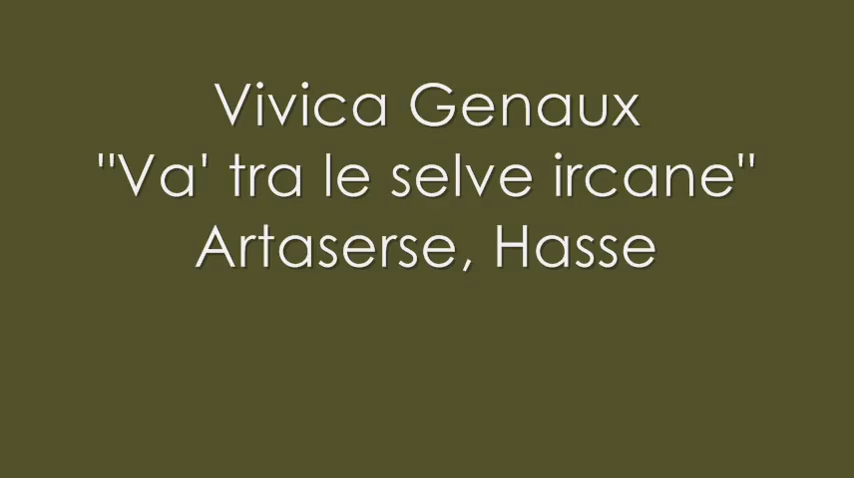 Vivica Genaux
"Va' tra le selve ircane"
Artaserse, Hasse